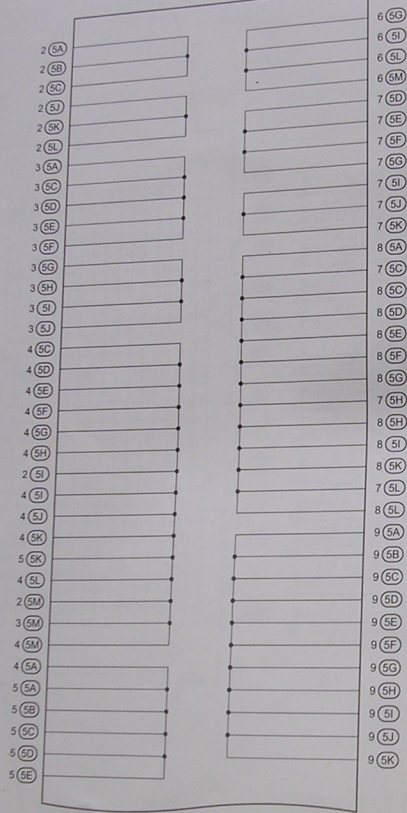 2 5A
2 5B
2 5C
2 5J
2 5K
2 5L
3 5A
3 5C
3 5D
3 5E
3 5F
3 5G
3 5H
3 5I
3 5J
4 5C
4 5D
4 5E
4 5F
4 5G
4 5H
2 5I
4 5I
4 5J
4 5K
5 5K
4 5L
2 5M
3 5M
4 5M
4 5A
5 5A
5 5B
5 5C
5 5D
5 5E
6 5G
6 5I
6 5L
6 5M
7 5D
7 5E
7 5F
7 5G
7 5I
7 5J
7 5K
8 5A
7 5C
8 5C
8 5D
8 5E
8 5F
8 5G
7 5H
8 5H
8 5I
8 5K
7 5L
8 5L
9 5A
9 5B
9 5C
9 5D
9 5E
9 5F
9 5G
9 5H
9 5I
9 5J
9 5K